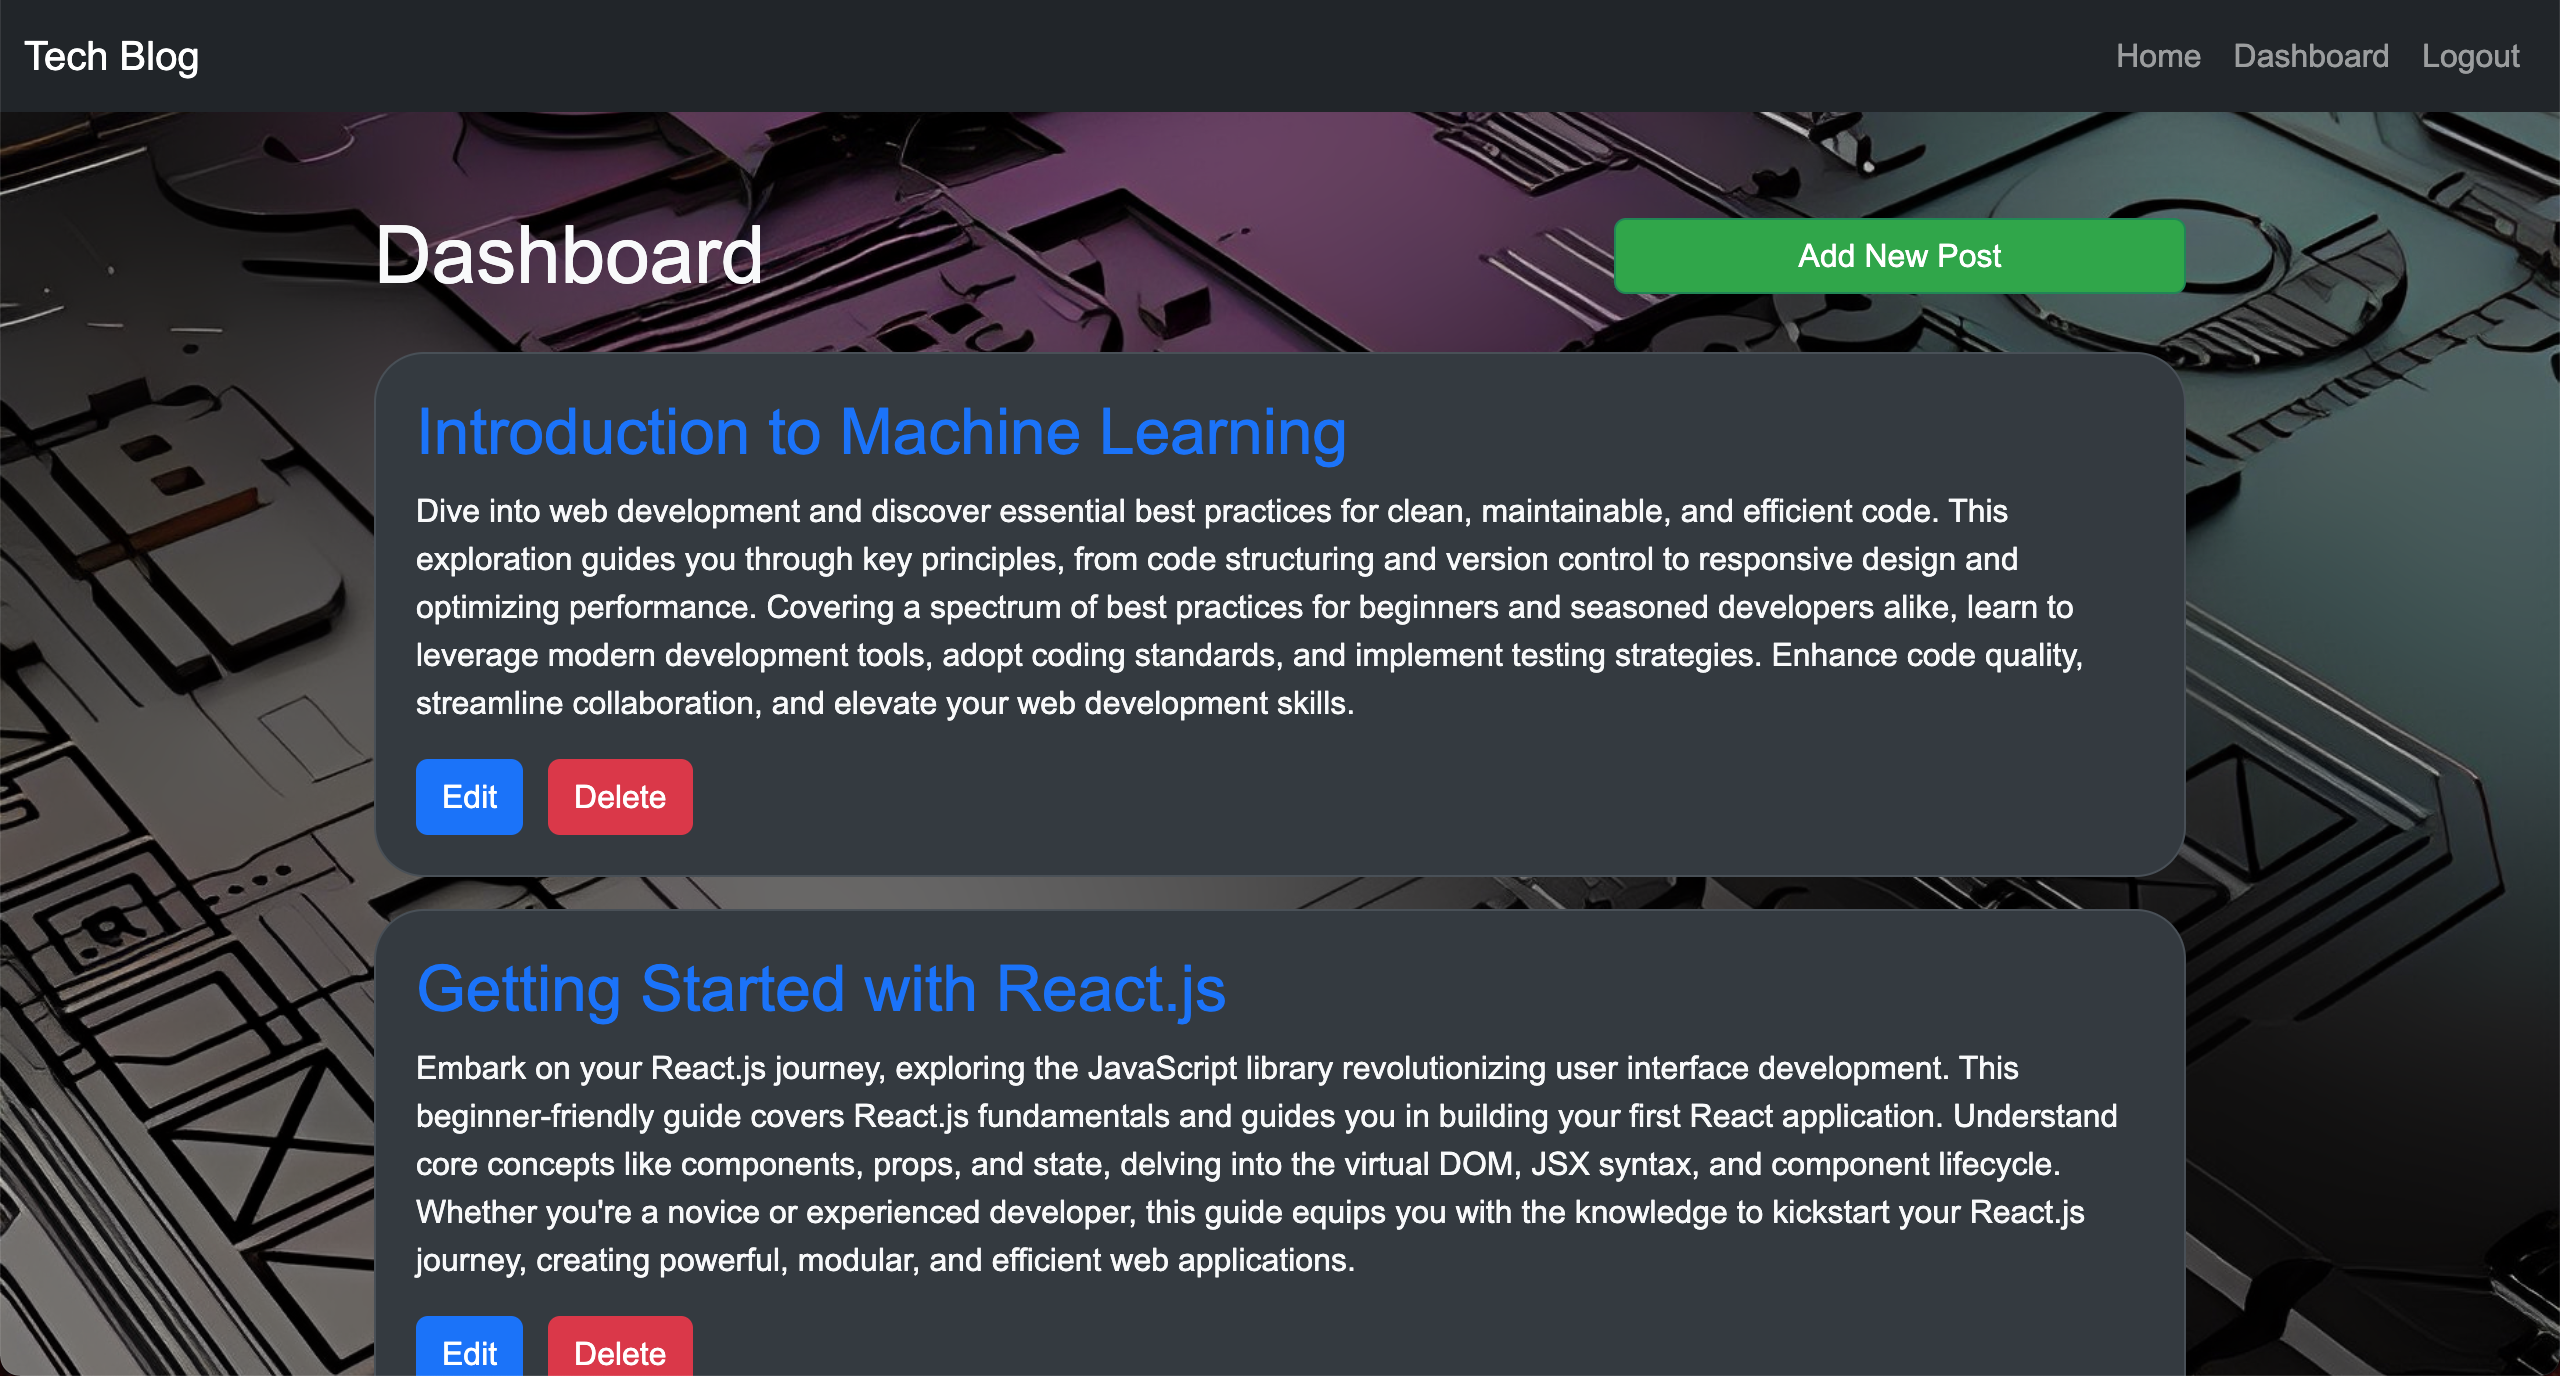 Tech Blog
Home Dashboard Logout
Dashboard
Add New Post
Introduction to Machine Learning
Dive into web development and discover essential best practices for clean, maintainable, and efficient code. This
exploration guides you through key principles, from code structuring and version control to responsive design and
optimizing performance. Covering a spectrum of best practices for beginners and seasoned developers alike, learn to
leverage modern development tools, adopt coding standards, and implement testing strategies. Enhance code quality,
streamline collaboration, and elevate your web development skills.
Edit Delete
Getting Started with React.js
Embark on your React.js journey, exploring the JavaScript library revolutionizing user interface development. This
beginner-friendly guide covers React.js fundamentals and guides you in building your first React application. Understand
core concepts like components, props, and state, delving into the virtual DOM, JSX syntax, and component lifecycle.
Whether you're a novice or experienced developer, this guide equips you with the knowledge to kickstart your React.js
journey, creating powerful, modular, and efficient web applications.
Edit Delete